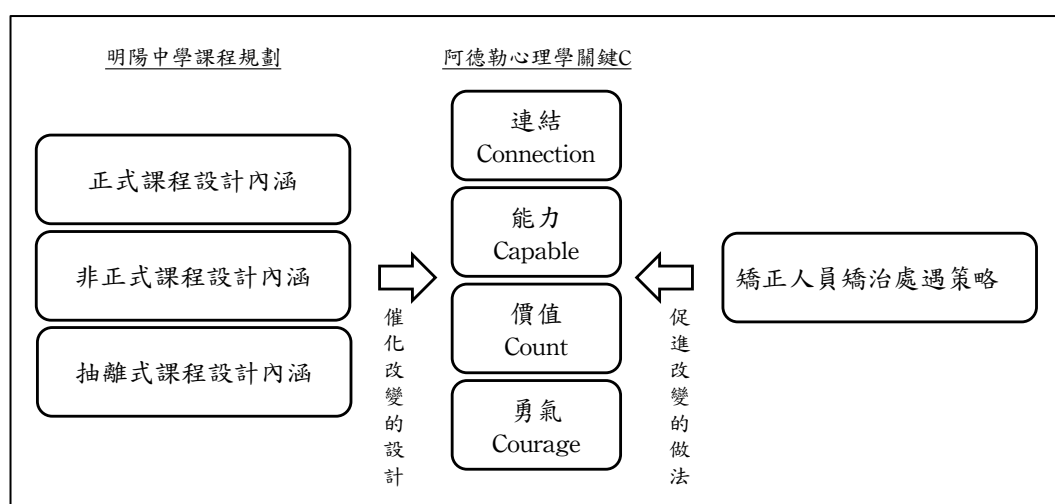 明陽中學課程規劃
正式課程設計內涵
非正式課程設計內涵
抽離式課程設計內涵
催化改變的設計
阿德勒心理學關鍵C
連結
Connection
能力
Capable
價值
Count
勇氣
Courage
促進改變的做法
矯正人員矯治處遇策略